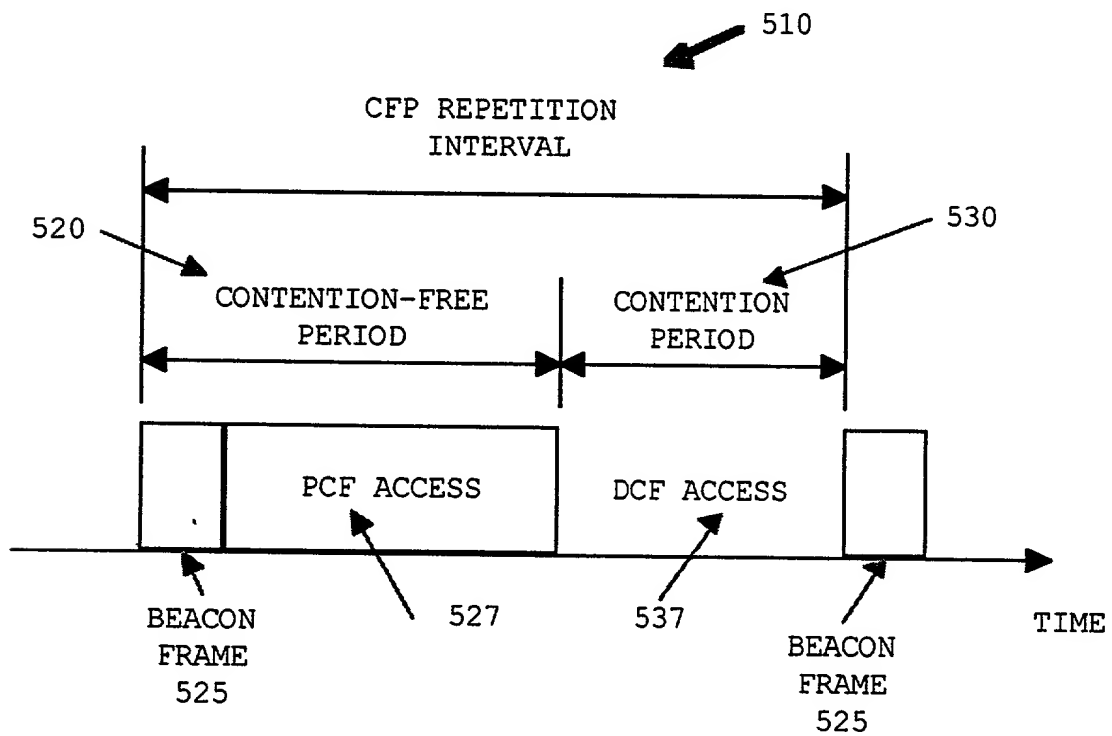 510
CFP REPETITION
INTERVAL
520
530
CONTENTION-FREE
PERIOD
CONTENTION
PERIOD
PCF ACCESS
DCF ACCESS
BEACON
FRAME
525
527
537
BEACON
FRAME
525
TIME